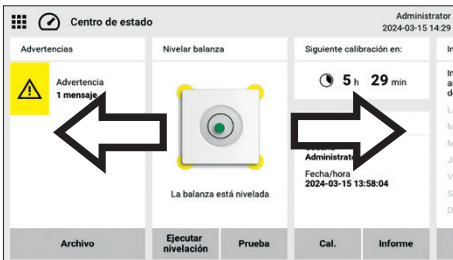 Centro de estado
Administrator
2024-03-15 14:29
Advertencias
Nivelar balanza
Siguiente calibración en:
Advertencia
1 mensaje
5 h 29 min
La balanza está nivelada
Administrat
Fecha/hora
2024-03-15 13:58:04
Archivo
Ejecutar
nivelación
Prueba
Cal.
Informe